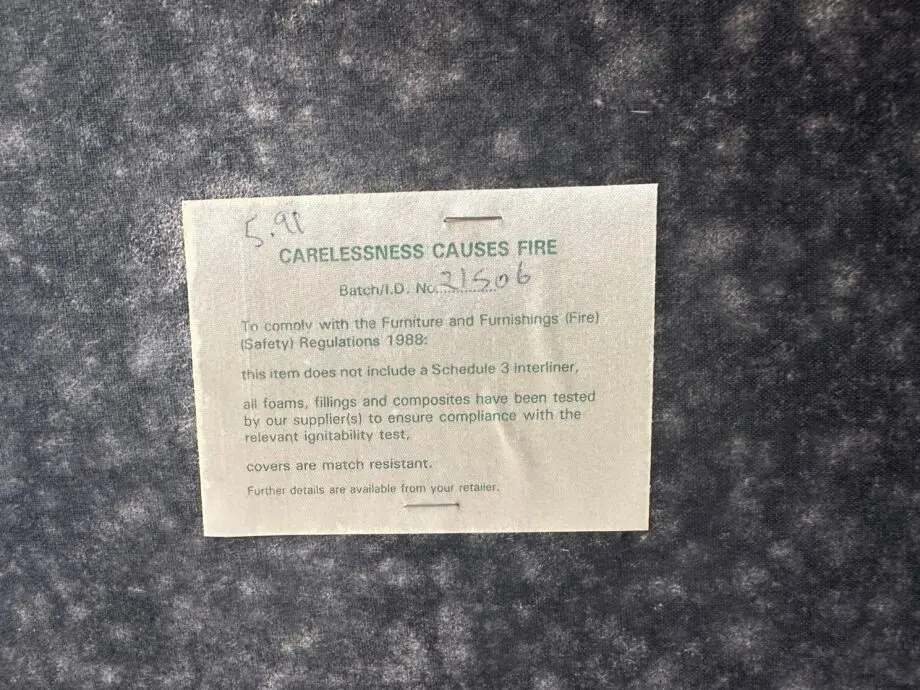 5.91
CARELESSNESS CAUSES FIRE
Batch/I.D. No. 21506
To comply with the Furniture and Furnishings (Fire)
(Safety) Regulations 1988:
this item does not include a Schedule 3 interliner,
all foams, fillings and composites have been tested
by our supplier(s) to ensure compliance with the
relevant ignitability test,
covers are match resistant.
Further details are available from your retailer.